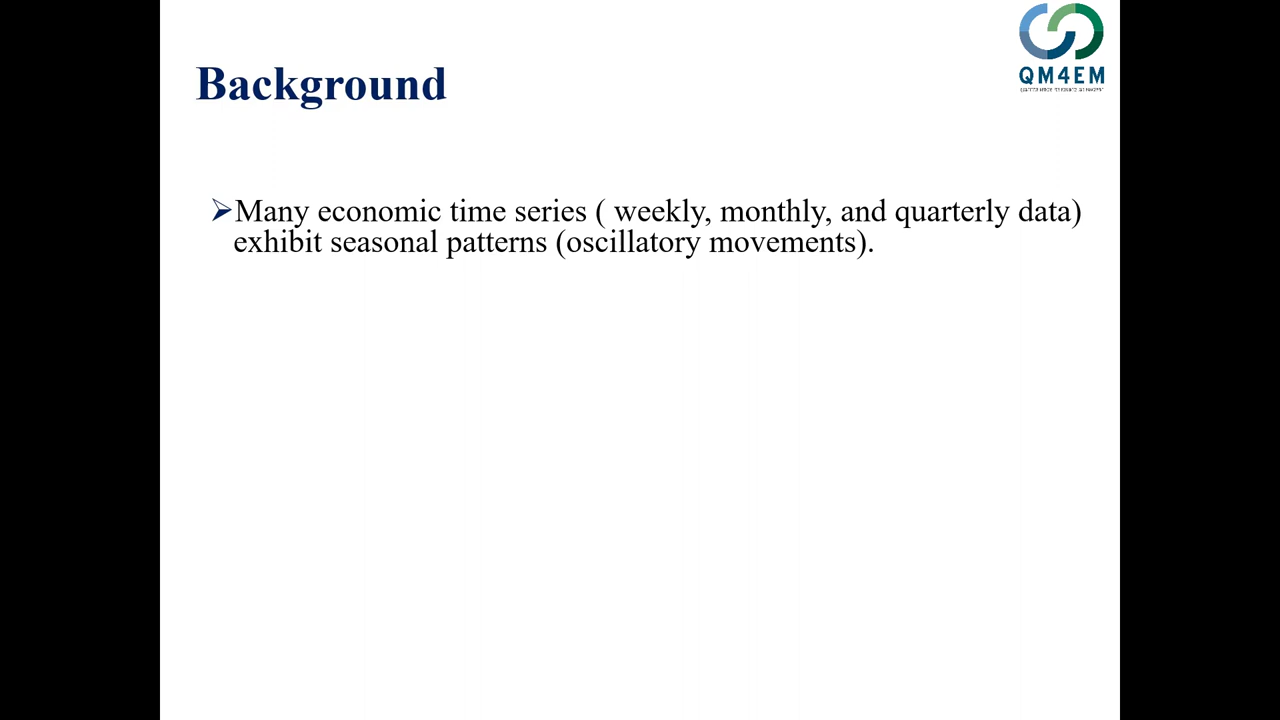 QM4EM
Background
➢Many economic time series ( weekly, monthly, and quarterly data)
exhibit seasonal patterns (oscillatory movements).